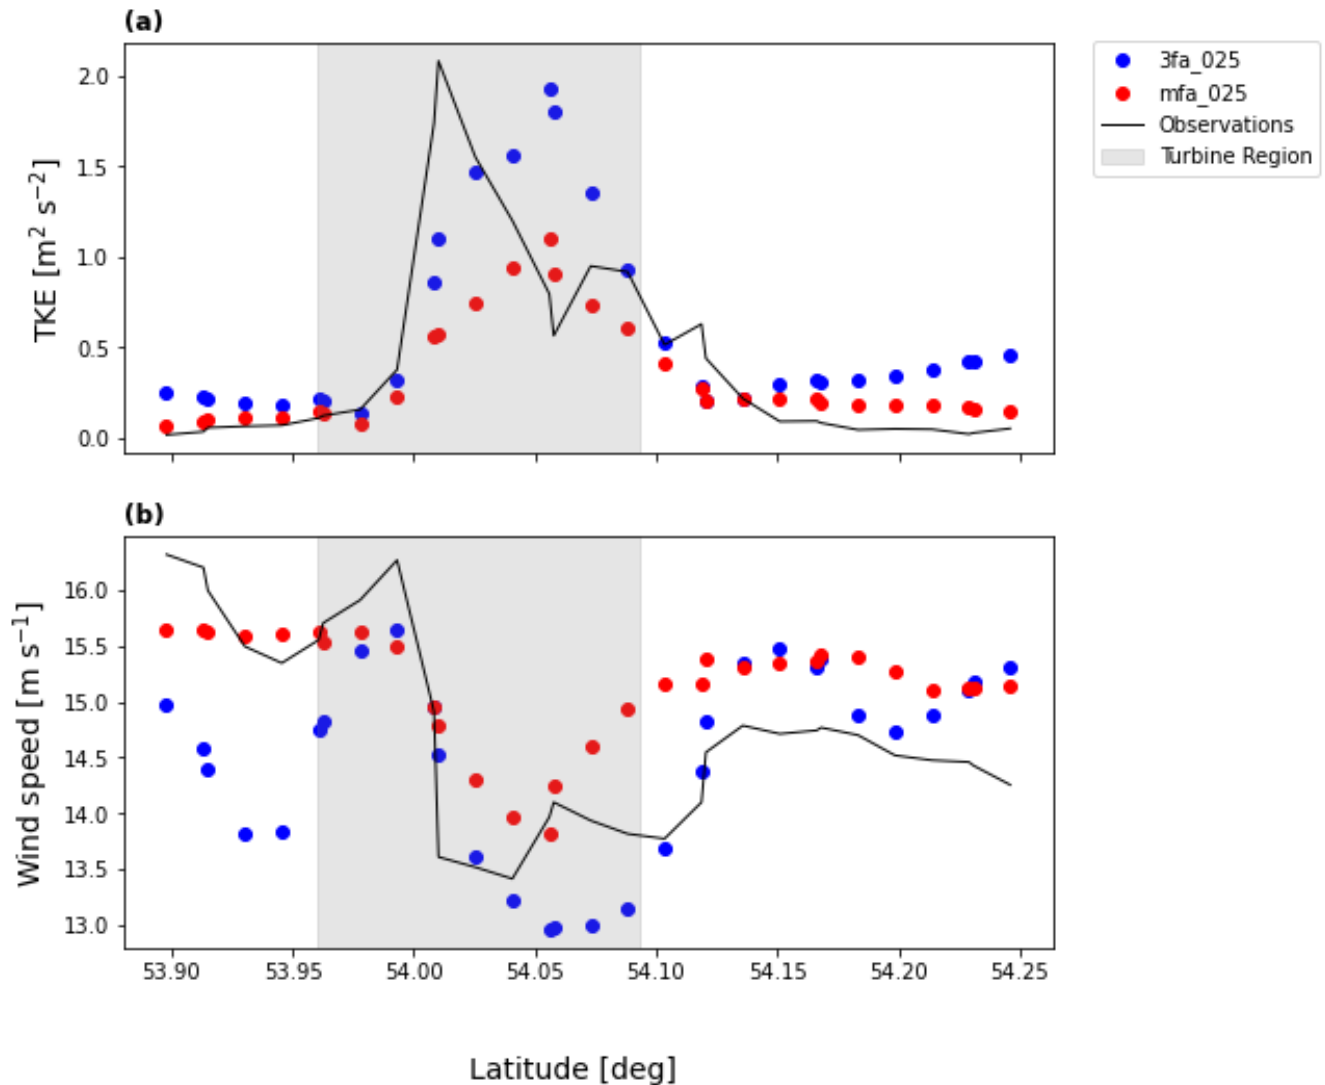 (a)
2.0
1.5
1.0
0.5
0.0
TKE [m² s⁻²]
3fa_025
mfa_025
Observations
Turbine Region
(b)
16.0
15.5
15.0
14.5
14.0
13.5
13.0
Wind speed [m s⁻¹]
53.90 53.95 54.00 54.05 54.10 54.15 54.20 54.25
Latitude [deg]